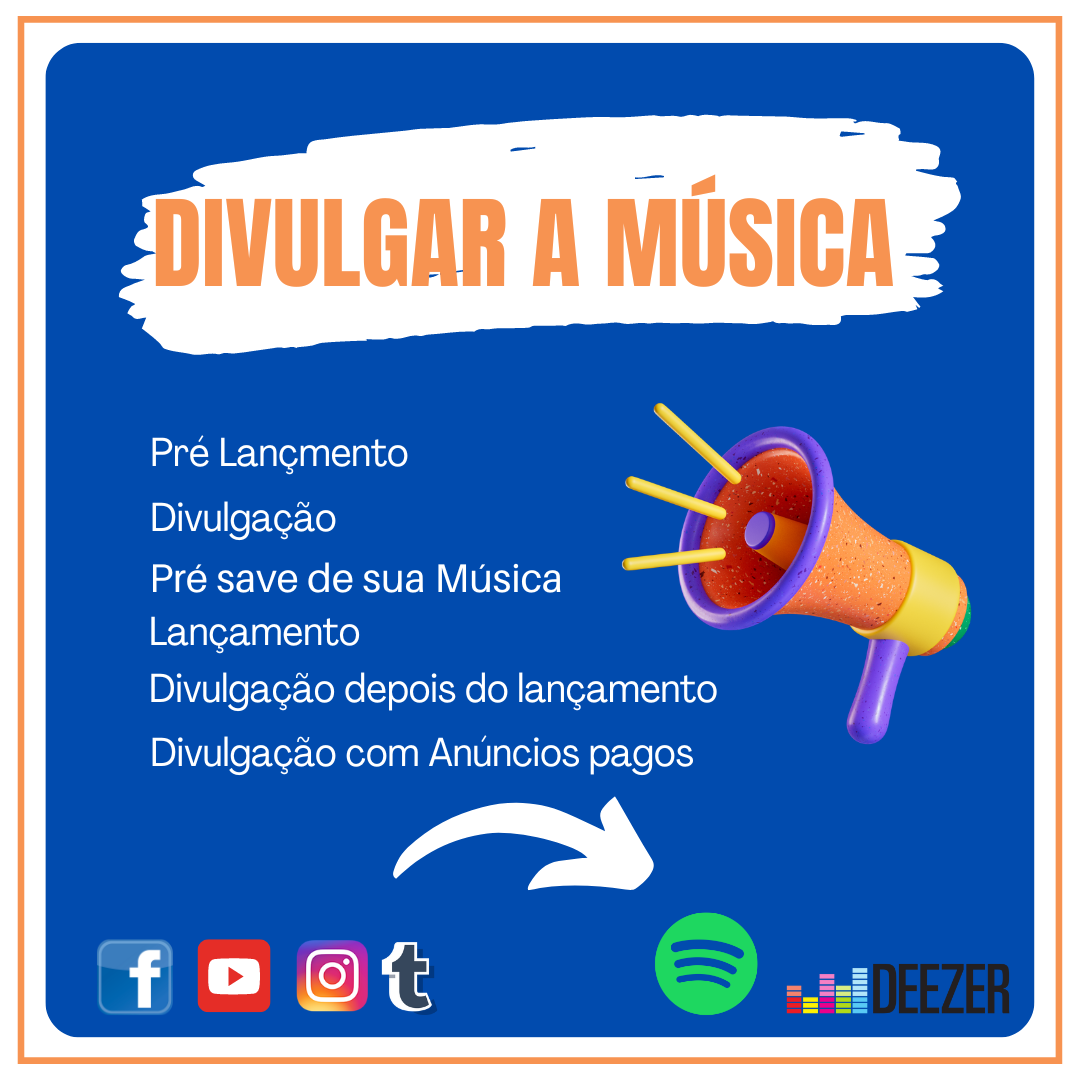 DIVULGAR A MÚSICA
Pré Lançmento
Divulgação
Pré save de sua Música
Lançamento
Divulgação depois do lançamento
Divulgação com Anúncios pagos
f
t
DEEZER